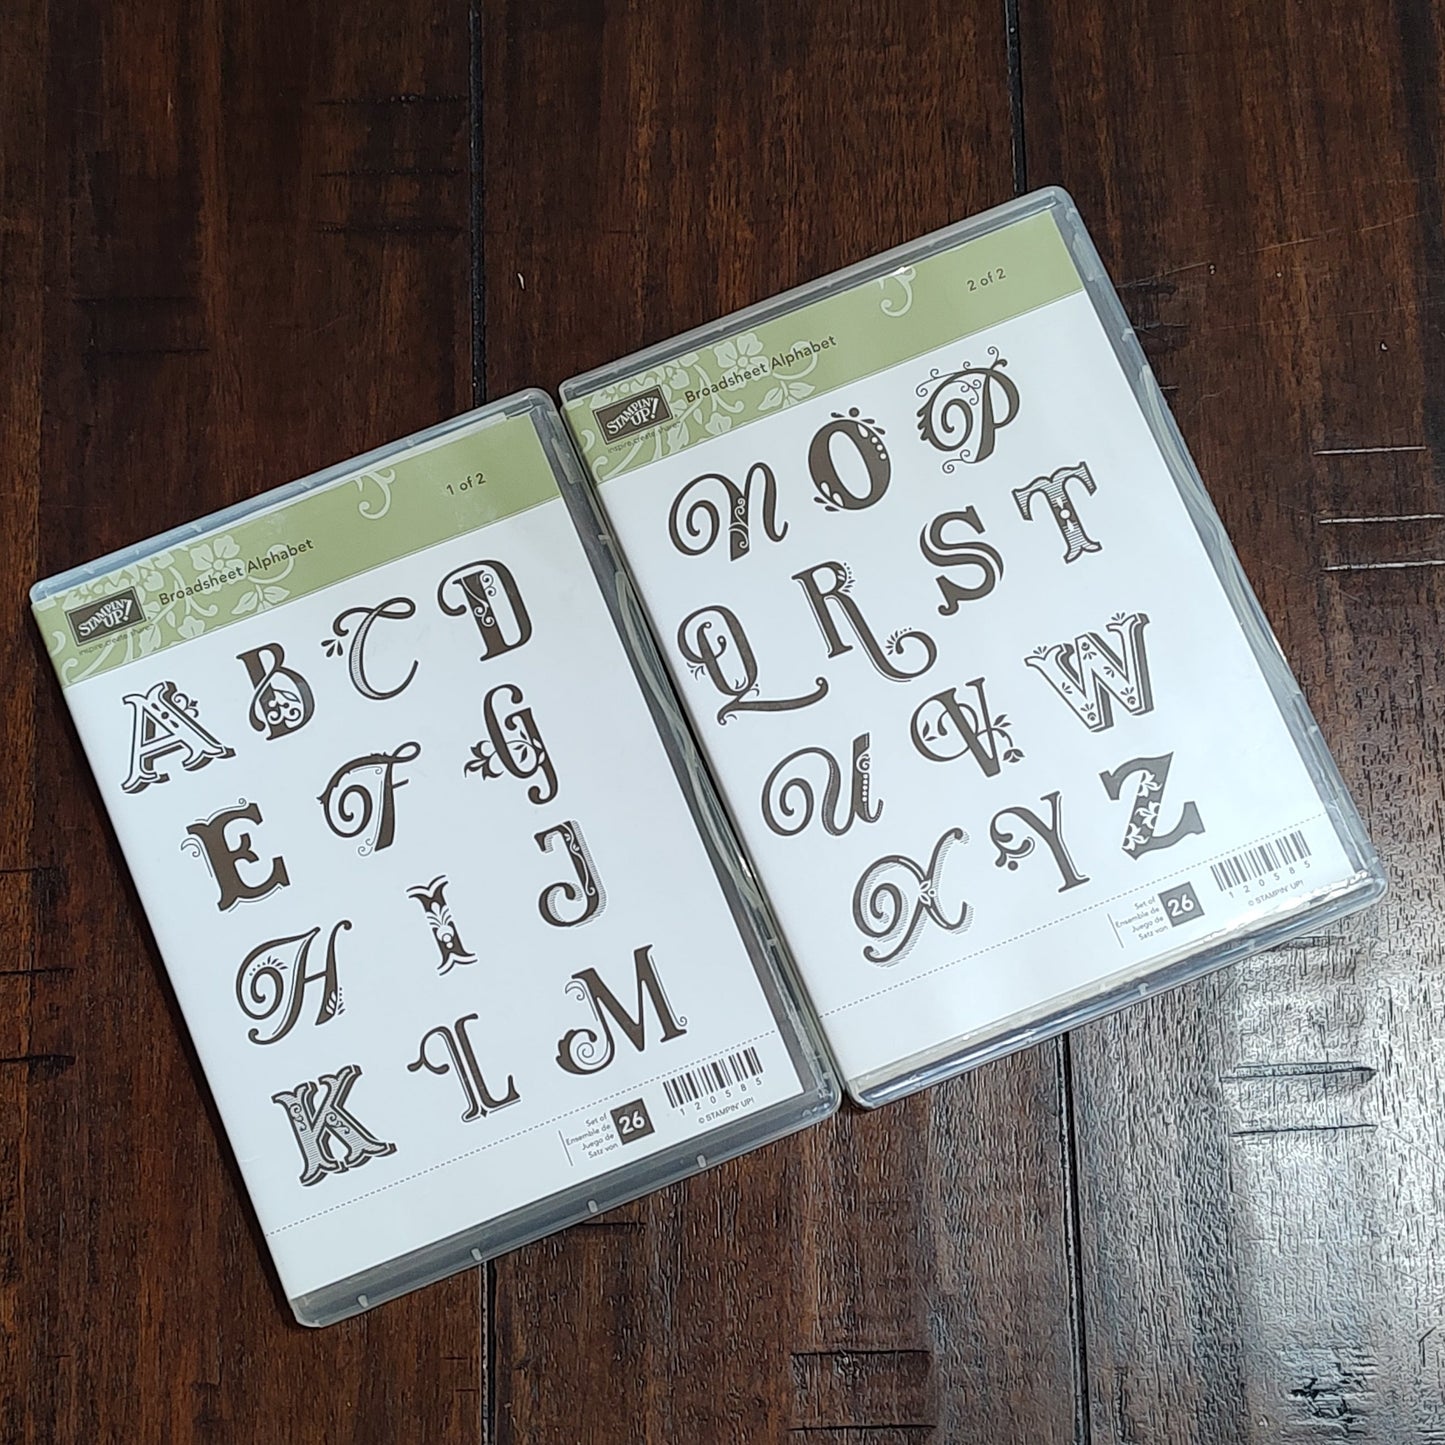 STAMPIN' UP!
inspire.create.share.™
Broadsheet Alphabet
1 of 2
A B C D
E F G
H I J
K L M
Set of
Ensemble de
Juego de
Satz von
26
120585
© STAMPIN' UP!
STAMPIN' UP!
inspire.create.share.™
Broadsheet Alphabet
2 of 2
N O P
Q R S T
U V W
X Y Z
Set of
Ensemble de
Juego de
Satz von
26
120585
© STAMPIN' UP!